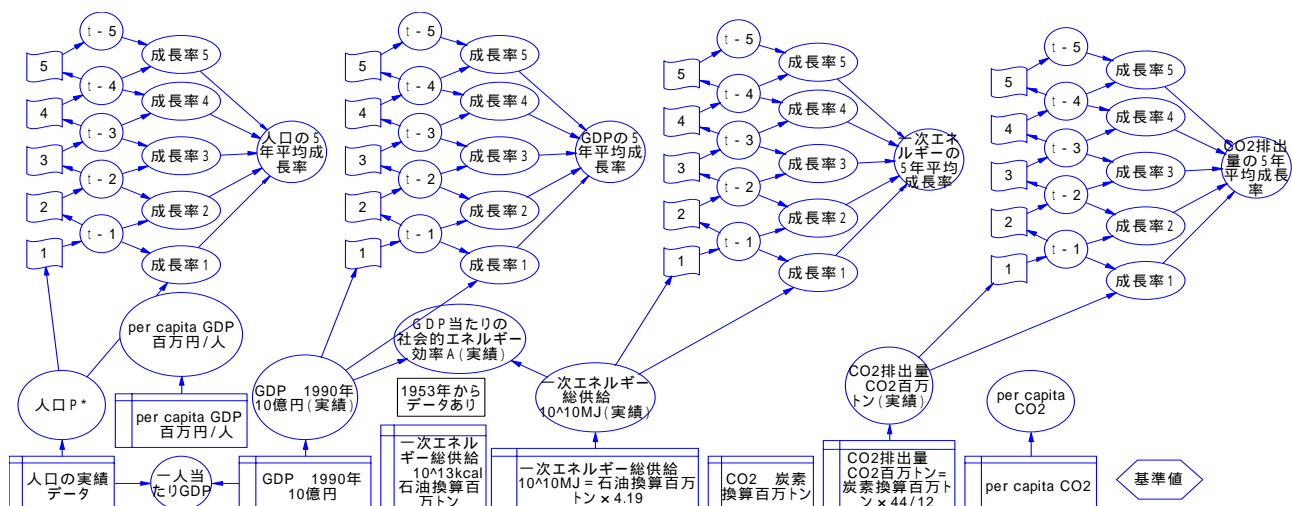 t - 5
5
成長率5
t - 4
4
成長率4
t - 3
人口の5
年平均成
長率
3
成長率3
t - 2
2
成長率2
t - 1
1
成長率1
t - 5
5
成長率5
t - 4
4
成長率4
t - 3
GDPの5
年平均成
長率
3
成長率3
t - 2
2
成長率2
t - 1
1
成長率1
t - 5
5
成長率5
t - 4
4
成長率4
t - 3
一次エネ
ルギーの
5年平均
成長率
3
成長率3
t - 2
2
成長率2
t - 1
1
成長率1
t - 5
5
成長率5
t - 4
4
成長率4
t - 3
CO2排出
量の5年
平均成長
率
3
成長率3
t - 2
2
成長率2
t - 1
1
成長率1
per capita GDP
百万円/人
GDP当たりの
社会的エネルギー
効率A(実績)
人口P*
GDP 1990年
10億円(実績)
1953年から
データあり
一次エネルギー
総供給
10^10MJ(実績)
CO2排出量
CO2百万
トン(実績)
per capita
CO2
per capita GDP
百万円/人
人口の実績
データ
一人当
たりGDP
GDP 1990年
10億円
一次エネル
ギー総供給
10^13kcal
石油換算百
万トン
一次エネルギー総供給
10^10MJ=石油換算百万
トン×4.19
CO2 炭素
換算百万トン
CO2排出量
CO2百万トン=
炭素換算百万ト
ン×44/12
per capita CO2
基準値